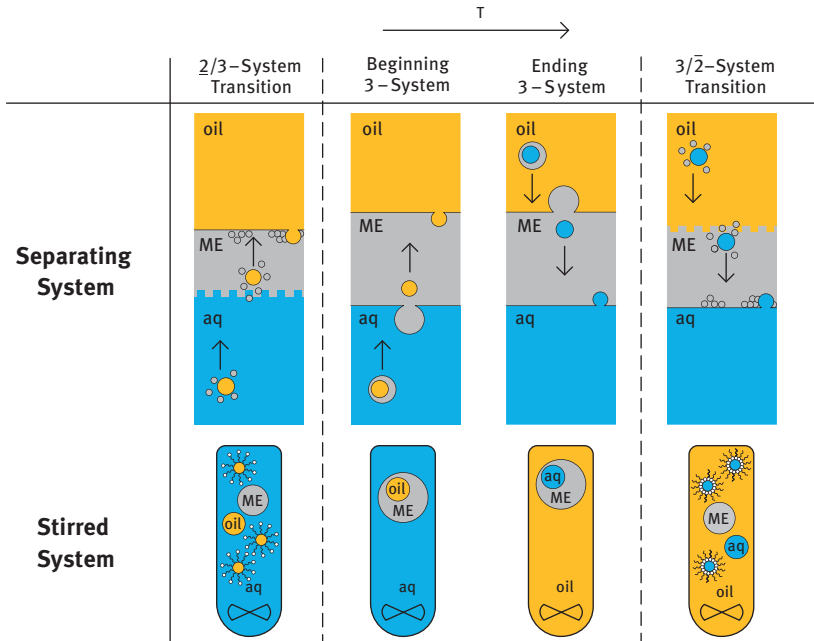 T
2/3–System
Transition
Beginning
3–System
Ending
3–System
3/2̅–System
Transition
Separating
System
oil
ME
aq
oil
ME
aq
oil
ME
aq
oil
ME
aq
Stirred
System
ME
oil
aq
oil
ME
aq
aq
ME
oil
ME
aq
oil